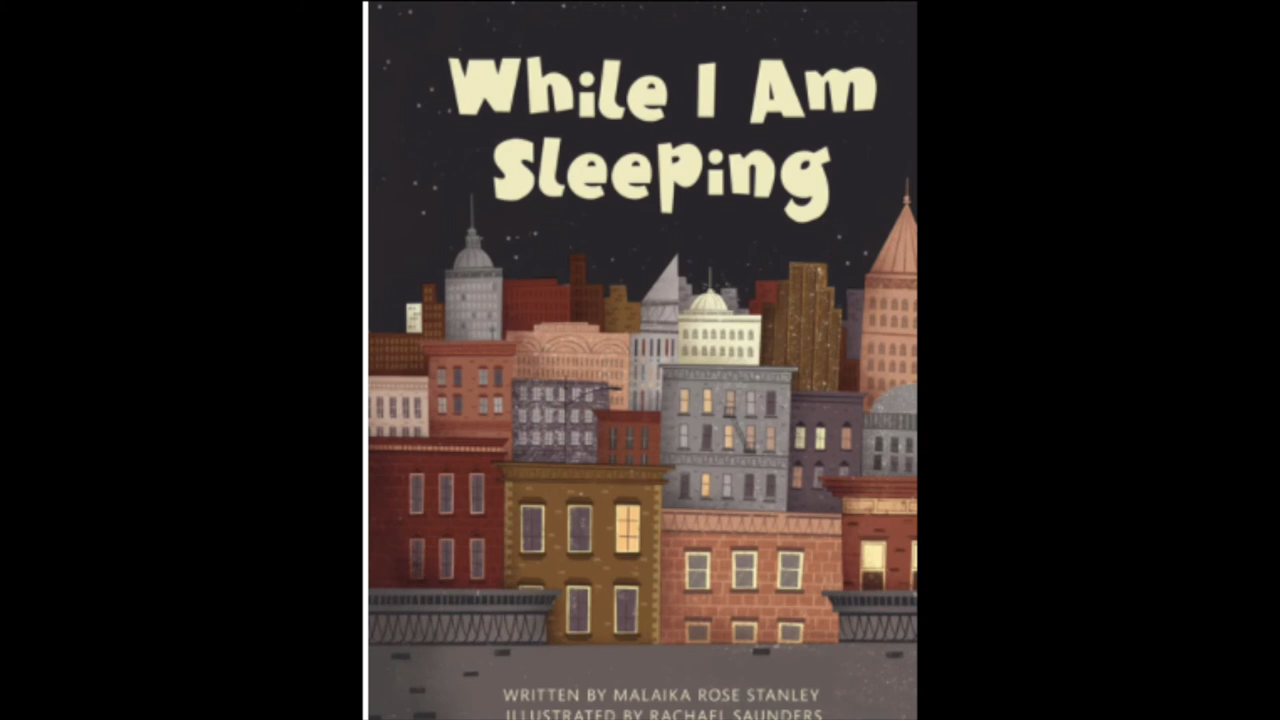 While I Am
Sleeping
WRITTEN BY MALAIKA ROSE STANLEY
ILLUSTRATED BY RACHAEL SAUNDERS